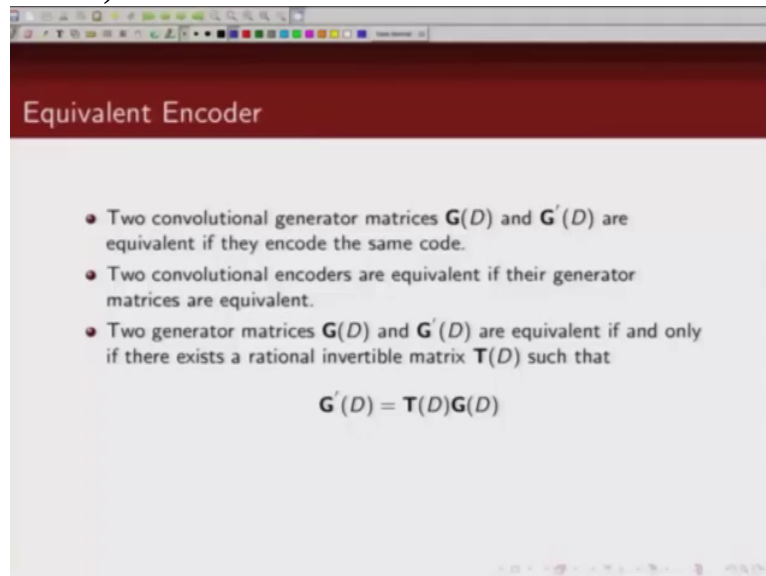 Equivalent Encoder
• Two convolutional generator matrices G(D) and G′(D) are
equivalent if they encode the same code.
• Two convolutional encoders are equivalent if their generator
matrices are equivalent.
• Two generator matrices G(D) and G′(D) are equivalent if and only
if there exists a rational invertible matrix T(D) such that
G′(D) = T(D)G(D)